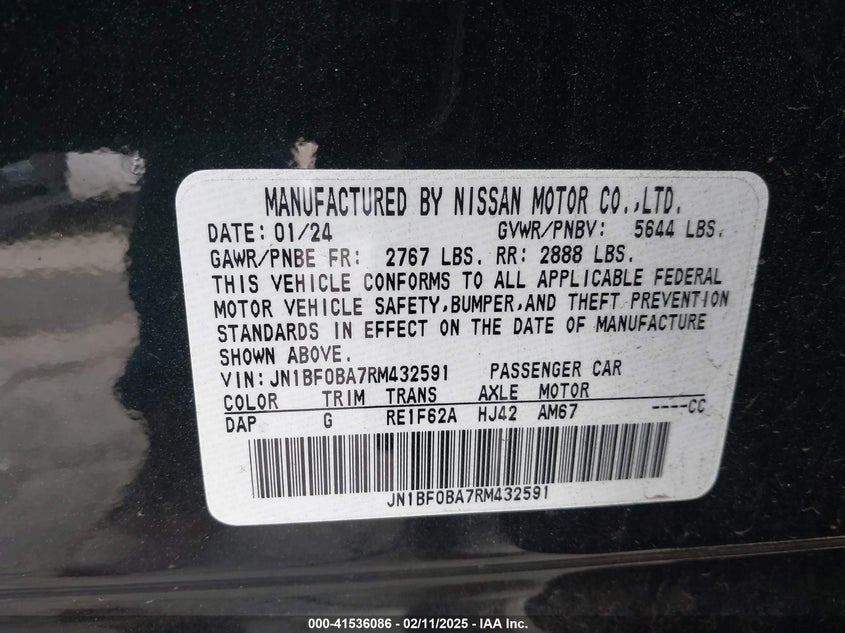 MANUFACTURED BY NISSAN MOTOR CO.,LTD.
DATE: 01/24 GVWR/PNBV: 5644 LBS.
GAWR/PNBE FR: 2767 LBS. RR: 2888 LBS.
THIS VEHICLE CONFORMS TO ALL APPLICABLE FEDERAL
MOTOR VEHICLE SAFETY,BUMPER,AND THEFT PREVENTION
STANDARDS IN EFFECT ON THE DATE OF MANUFACTURE
SHOWN ABOVE.
VIN:JN1BF0BA7RM432591 PASSENGER CAR
COLOR TRIM TRANS AXLE MOTOR
DAP G RE1F62A HJ42 AM67 ----CC
JN1BF0BA7RM432591
000-41536086 - 02/11/2025 - IAA Inc.